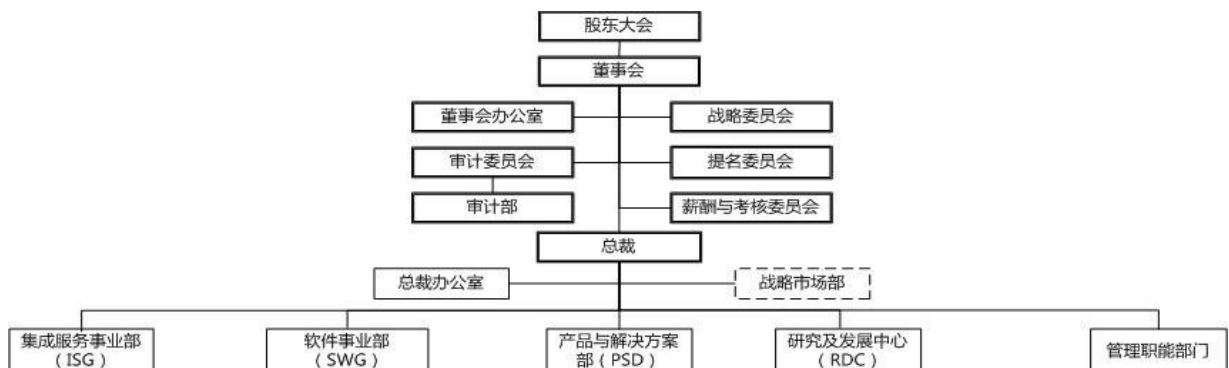 股东大会
董事会
董事会办公室
战略委员会
审计委员会
提名委员会
审计部
薪酬与考核委员会
总裁
总裁办公室
战略市场部
集成服务事业部
（ISG）
软件事业部
（SWG）
产品与解决方案
部（PSD）
研究及发展中心
（RDC）
管理职能部门